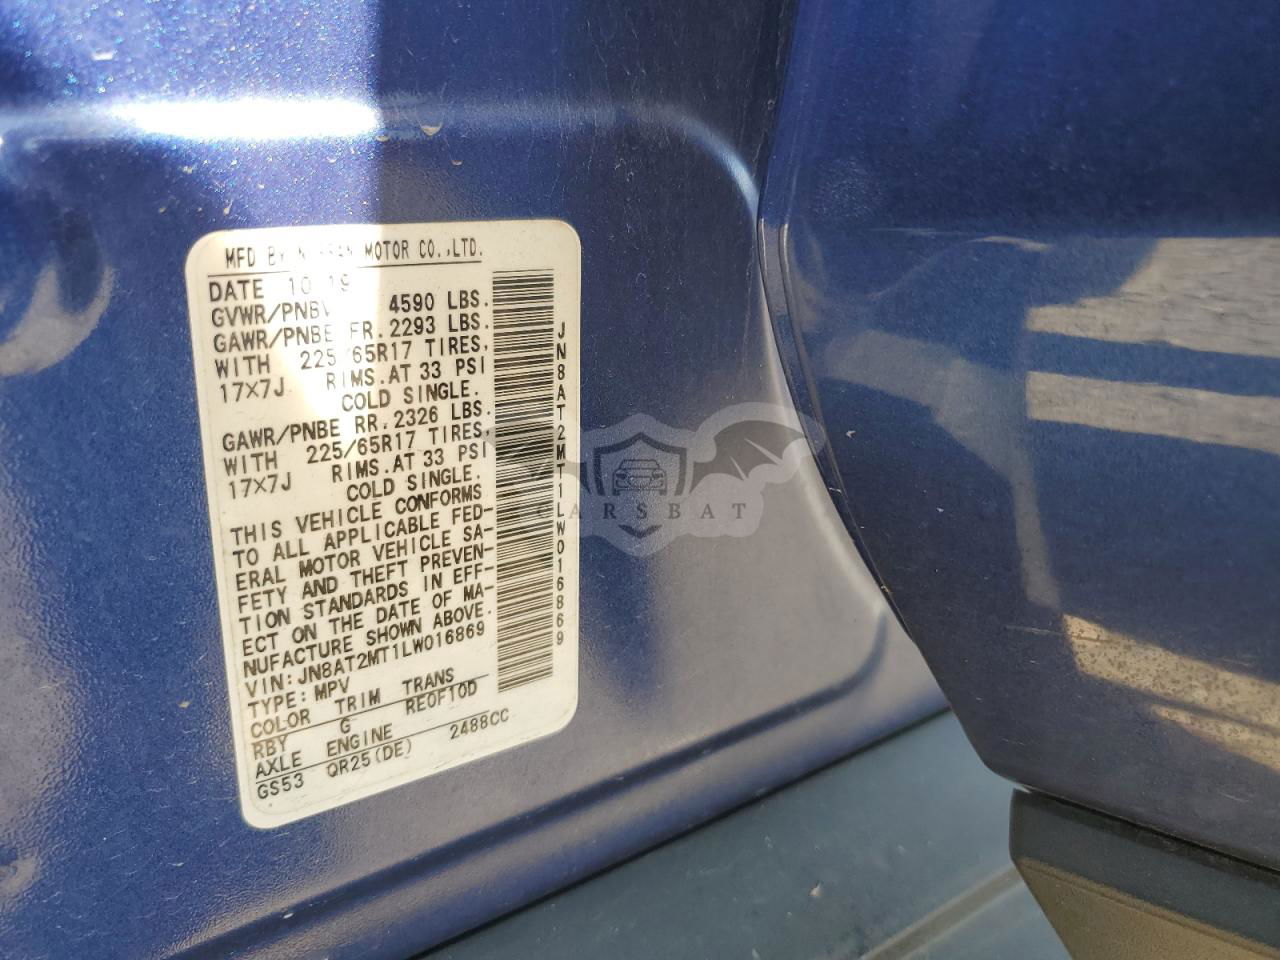 MFD BY NISSAN MOTOR CO.,LTD.
DATE 10 19
GVWR/PNBV 4590 LBS.
GAWR/PNBE FR. 2293 LBS.
WITH 225/65R17 TIRES,
17×7J RIMS.AT 33 PSI
COLD SINGLE.
GAWR/PNBE RR. 2326 LBS.
WITH 225/65R17 TIRES,
17×7J RIMS.AT 33 PSI
COLD SINGLE.
THIS VEHICLE CONFORMS
TO ALL APPLICABLE FED-
ERAL MOTOR VEHICLE SA-
FETY AND THEFT PREVEN-
TION STANDARDS IN EFF-
ECT ON THE DATE OF MA-
NUFACTURE SHOWN ABOVE.
VIN:JN8AT2MT1LW016869
TYPE:MPV
COLOR TRIM TRANS
RBY G RE0F10D
AXLE ENGINE
GS53 QR25(DE) 2488CC
JN8AT2MT1LW016869
CARSBAT